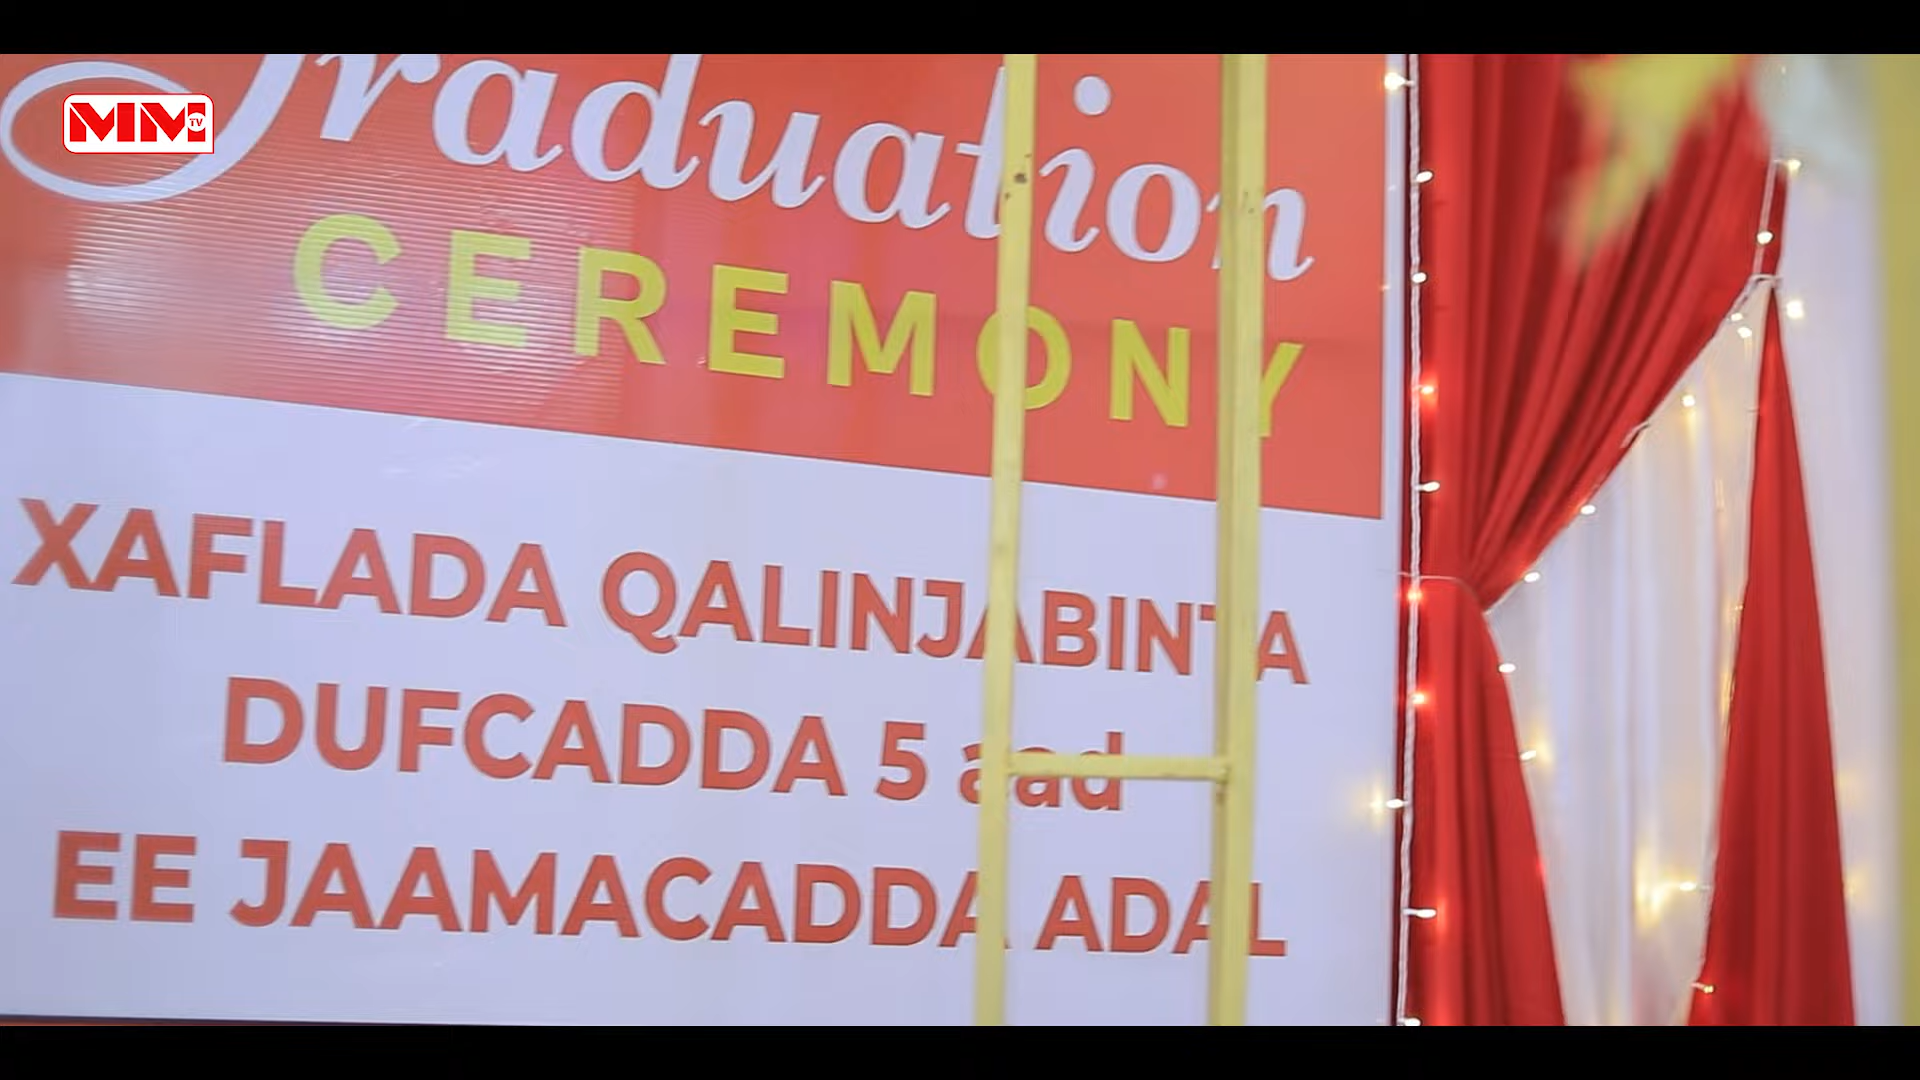 MM TV
Graduation
CEREMONY
XAFLADA QALINJABINTA
DUFCADDA 5 aad
EE JAAMACADDA ADAL